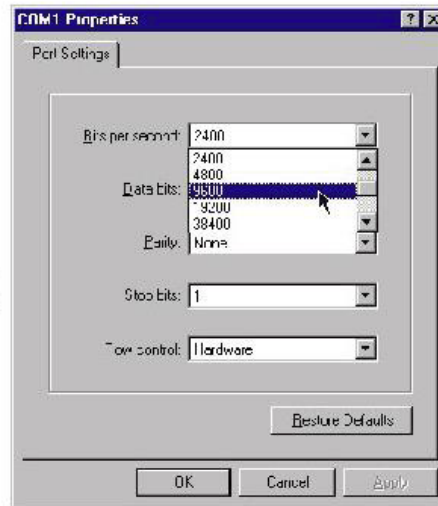 COM1 Properties
Port Settings
Bits per second: 2400
2400
4800
9600
19200
38400
Data bits:
Parity: None
Stop bits: 1
Flow control: Hardware
Restore Defaults
OK Cancel Apply